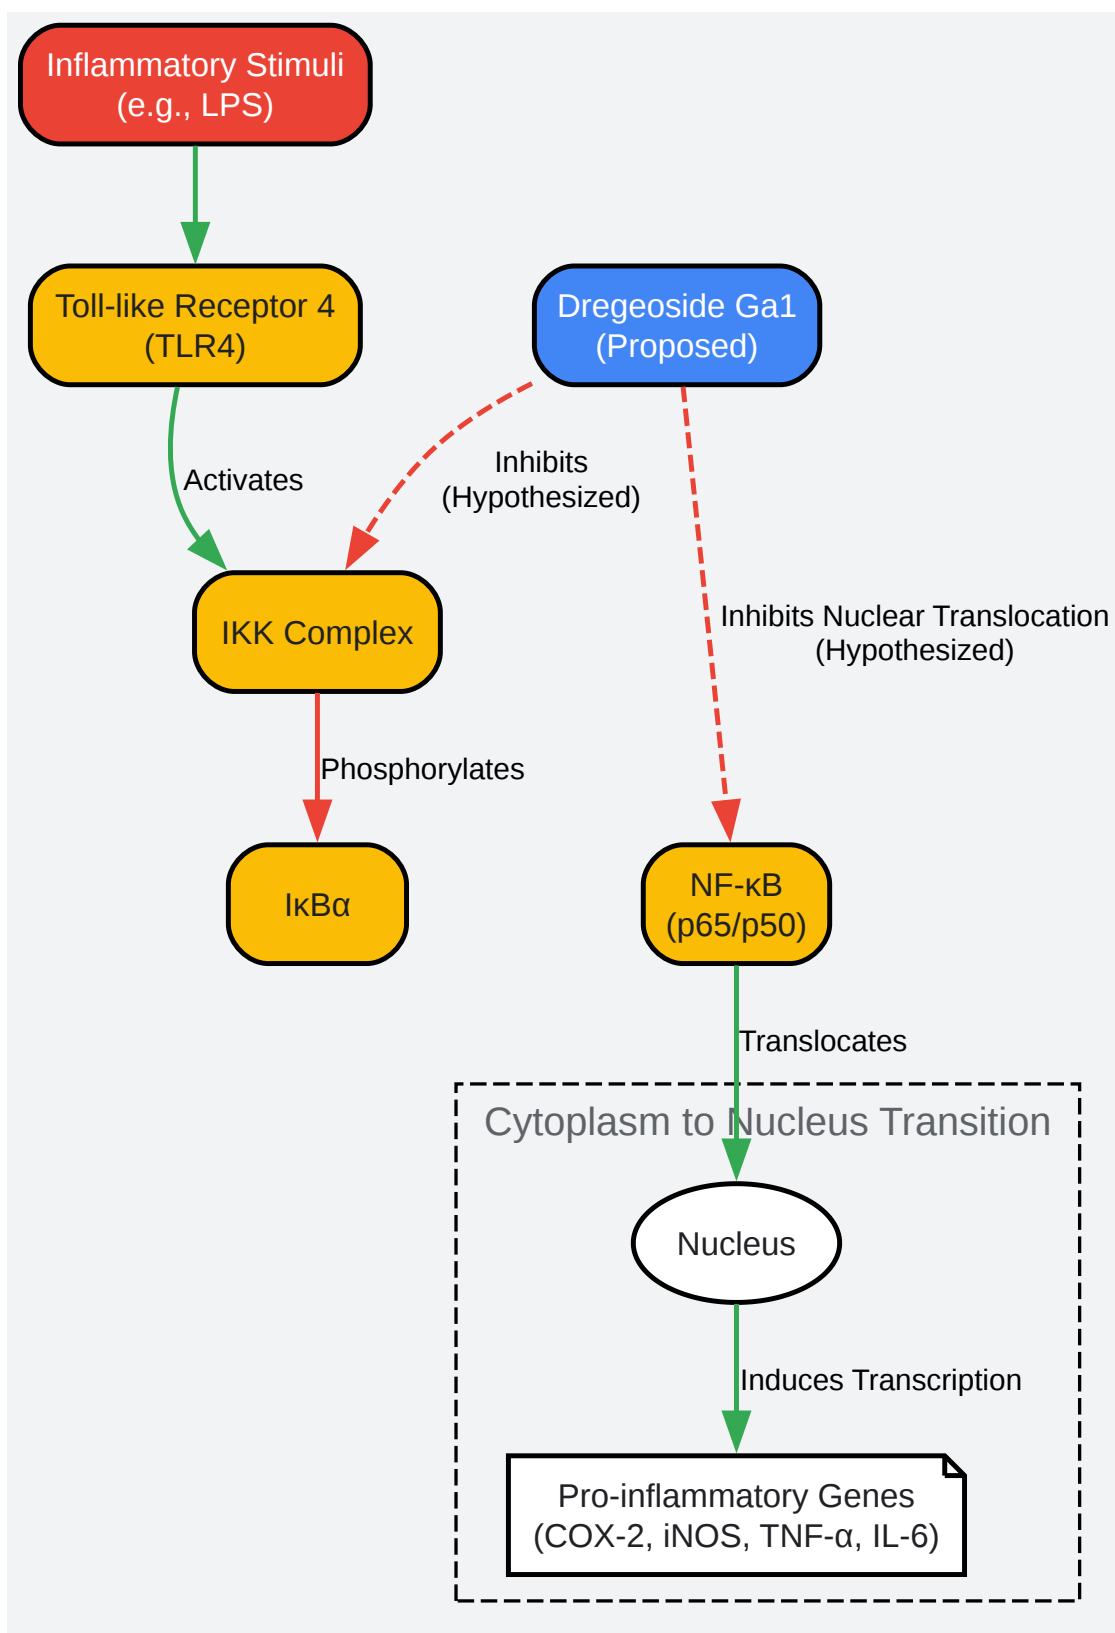 Inflammatory Stimuli
(e.g., LPS)
Toll-like Receptor 4
(TLR4)
Dregeoside Ga1
(Proposed)
Activates
Inhibits
(Hypothesized)
IKK Complex
Inhibits Nuclear Translocation
(Hypothesized)
Phosphorylates
IκBα
NF-κB
(p65/p50)
Translocates
Cytoplasm to Nucleus Transition
Nucleus
Induces Transcription
Pro-inflammatory Genes
(COX-2, iNOS, TNF-α, IL-6)